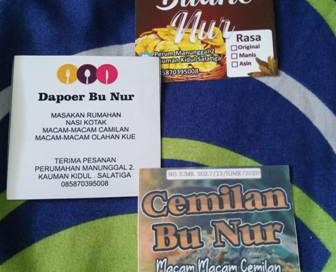 Nur
Perum Manunggal 2
Kauman Kidul Salatiga
085870395008
Rasa
Original
Manis
Asin
Dapoer Bu Nur
MASAKAN RUMAHAN
NASI KOTAK
MACAM-MACAM CAMILAN
MACAM-MACAM OLAHAN KUE
TERIMA PESANAN
PERUMAHAN MANUNGGAL 2.
KAUMAN KIDUL . SALATIGA
085870395008
Cemilan
Bu Nur
Macam Macam Cemilan